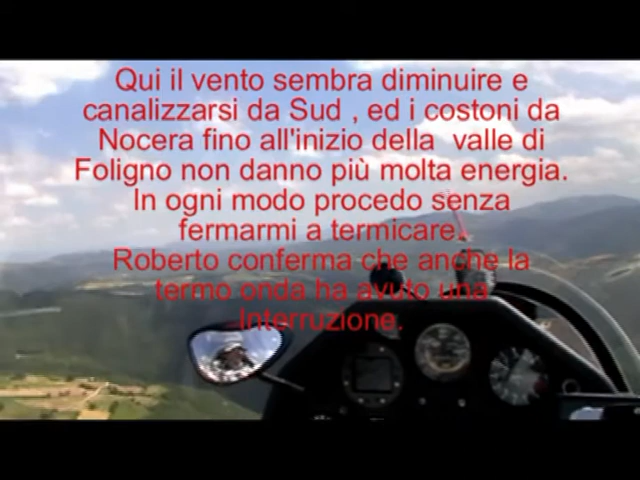 Qui il vento sembra diminuire e
canalizzarsi da Sud , ed i costoni da
Nocera fino all'inizio della valle di
Foligno non danno più molta energia.
In ogni modo procedo senza
fermarmi a termicare.
Roberto conferma che anche la
termo onda ha avuto una
Interruzione.